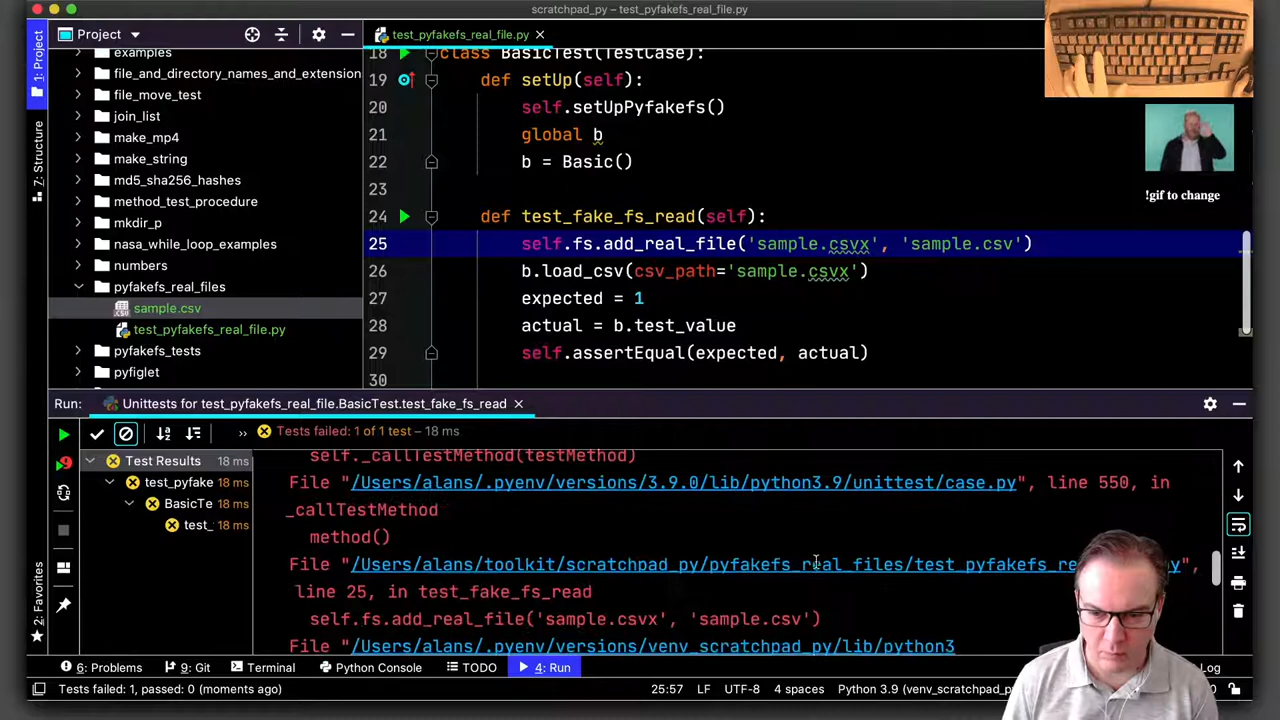 scratchpad_py – test_pyfakefs_real_file.py
Project
test_pyfakefs_real_file.py
1: Project
7: Structure
2: Favorites
examples
file_and_directory_names_and_extension
file_move_test
join_list
make_mp4
make_string
md5_sha256_hashes
method_test_procedure
mkdir_p
nasa_while_loop_examples
numbers
pyfakefs_real_files
sample.csv
test_pyfakefs_real_file.py
pyfakefs_tests
pyfiglet
18 class BasicTest(TestCase):
19 def setUp(self):
20 self.setUpPyfakefs()
21 global b
22 b = Basic()
23
24 def test_fake_fs_read(self):
25 self.fs.add_real_file('sample.csvx', 'sample.csv')
26 b.load_csv(csv_path='sample.csvx')
27 expected = 1
28 actual = b.test_value
29 self.assertEqual(expected, actual)
30
!gif to change
Run: Unittests for test_pyfakefs_real_file.BasicTest.test_fake_fs_read
» Tests failed: 1 of 1 test – 18 ms
Test Results 18 ms
test_pyfake 18 ms
BasicTe 18 ms
test_ 18 ms
self._callTestMethod(testMethod)
File "/Users/alans/.pyenv/versions/3.9.0/lib/python3.9/unittest/case.py", line 550, in
_callTestMethod
method()
File "/Users/alans/toolkit/scratchpad_py/pyfakefs_real_files/test_pyfakefs_re y",
line 25, in test_fake_fs_read
self.fs.add_real_file('sample.csvx', 'sample.csv')
File "/Users/alans/.pyenv/versions/venv_scratchpad_py/lib/python3
6: Problems 9: Git Terminal Python Console TODO 4: Run Log
Tests failed: 1, passed: 0 (moments ago) 25:57 LF UTF-8 4 spaces Python 3.9 (venv_scratchpad_p